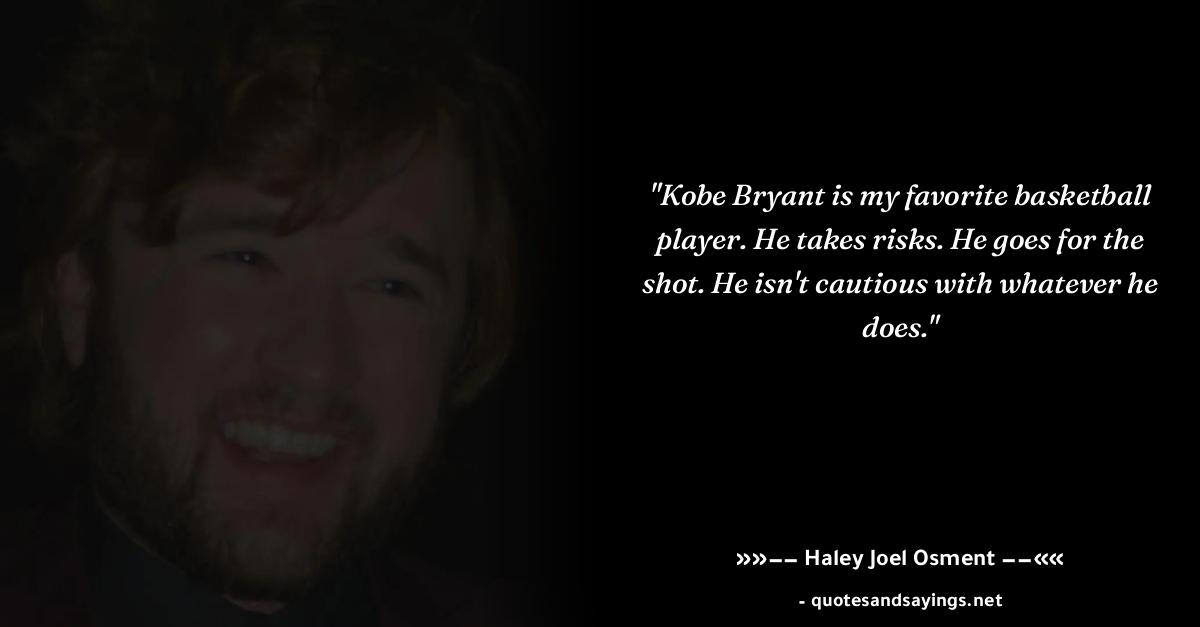 "Kobe Bryant is my favorite basketball
player. He takes risks. He goes for the
shot. He isn't cautious with whatever he
does."
»»–– Haley Joel Osment ––««
- quotesandsayings.net